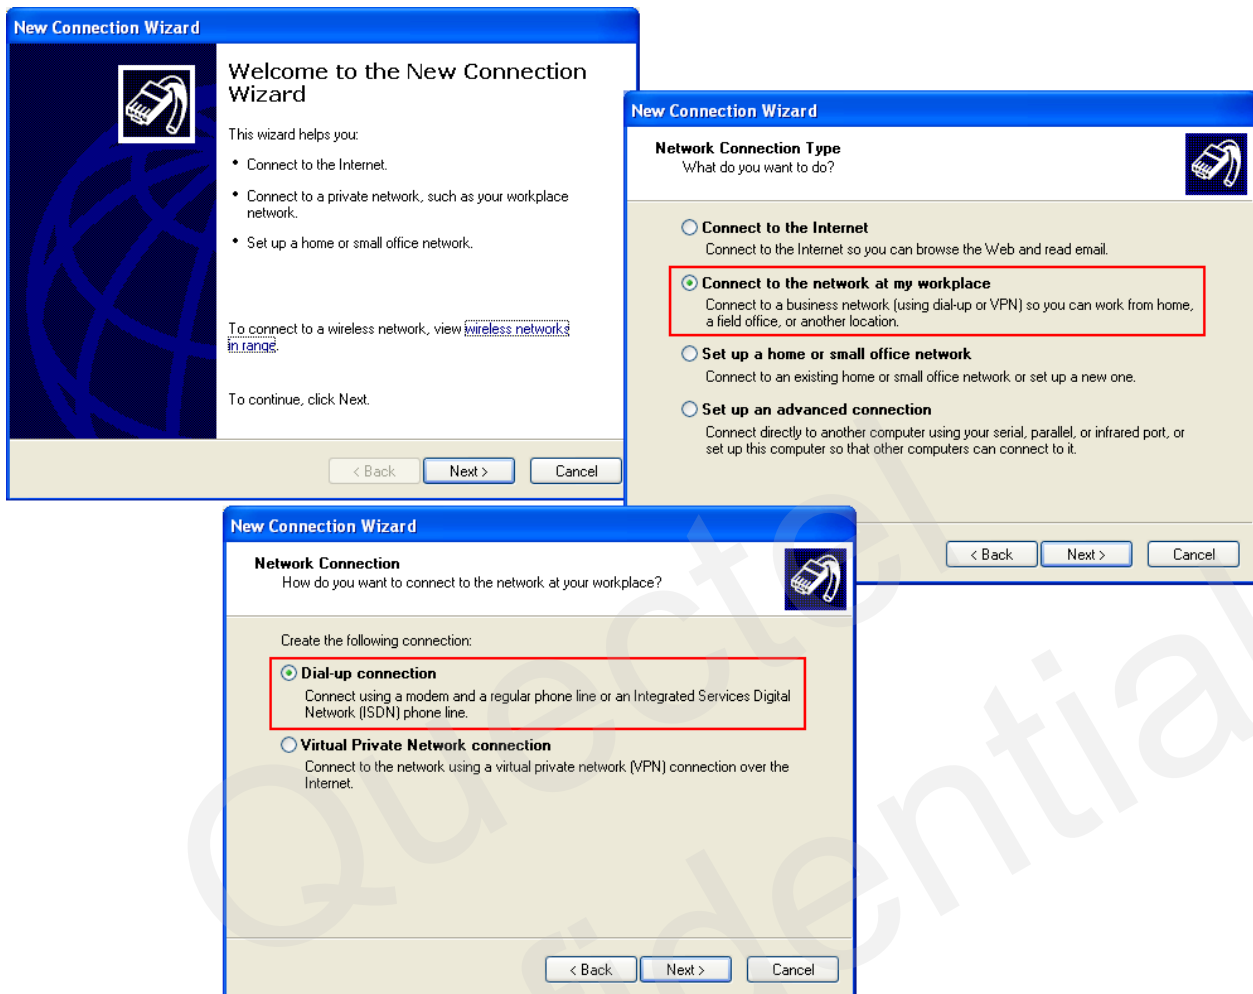 New Connection Wizard
Welcome to the New Connection
Wizard
This wizard helps you:
• Connect to the Internet.
• Connect to a private network, such as your workplace
network.
• Set up a home or small office network.
To connect to a wireless network, view wireless networks
in range.
To continue, click Next.
< Back
Next >
Cancel
New Connection Wizard
Network Connection Type
What do you want to do?
Connect to the Internet
Connect to the Internet so you can browse the Web and read email.
Connect to the network at my workplace
Connect to a business network (using dial-up or VPN) so you can work from home,
a field office, or another location.
Set up a home or small office network
Connect to an existing home or small office network or set up a new one.
Set up an advanced connection
Connect directly to another computer using your serial, parallel, or infrared port, or
set up this computer so that other computers can connect to it.
< Back
Next >
Cancel
New Connection Wizard
Network Connection
How do you want to connect to the network at your workplace?
Create the following connection:
Dial-up connection
Connect using a modem and a regular phone line or an Integrated Services Digital
Network (ISDN) phone line.
Virtual Private Network connection
Connect to the network using a virtual private network (VPN) connection over the
Internet.
< Back
Next >
Cancel
Quectel
fidential